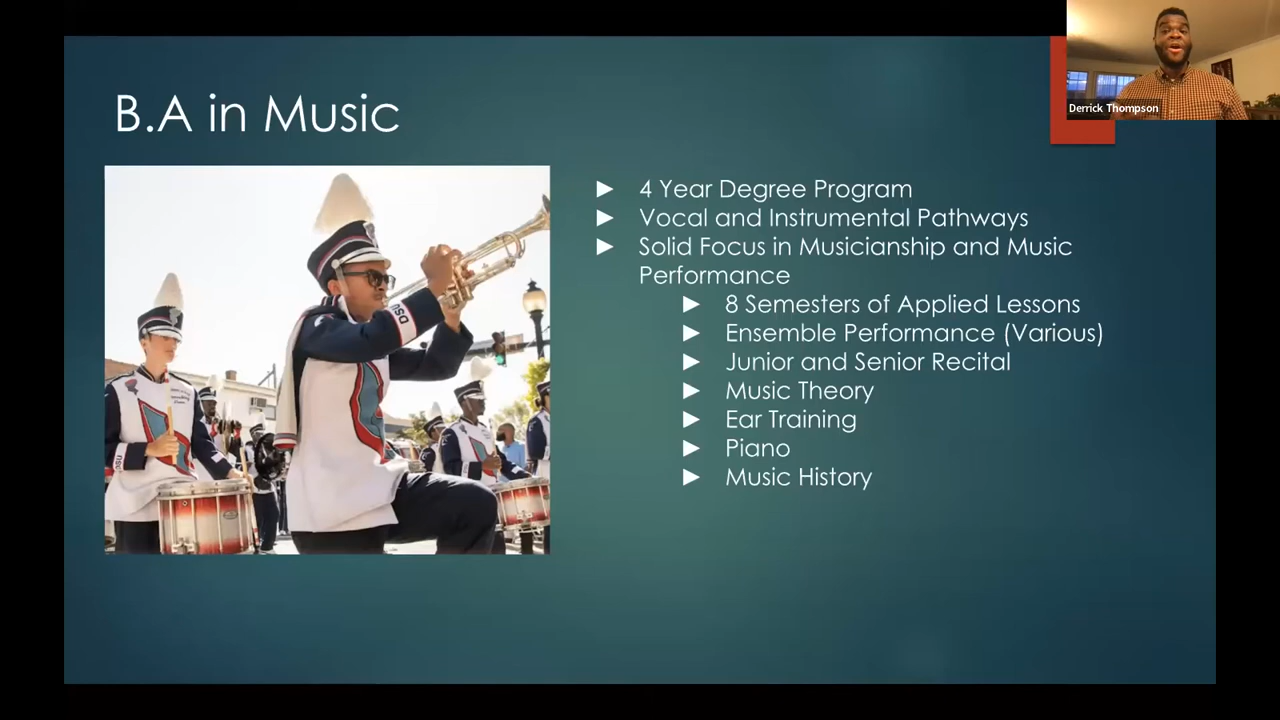 B.A in Music
Derrick Thompson
4 Year Degree Program
Vocal and Instrumental Pathways
Solid Focus in Musicianship and Music
Performance
8 Semesters of Applied Lessons
Ensemble Performance (Various)
Junior and Senior Recital
Music Theory
Ear Training
Piano
Music History
DSU
DSU